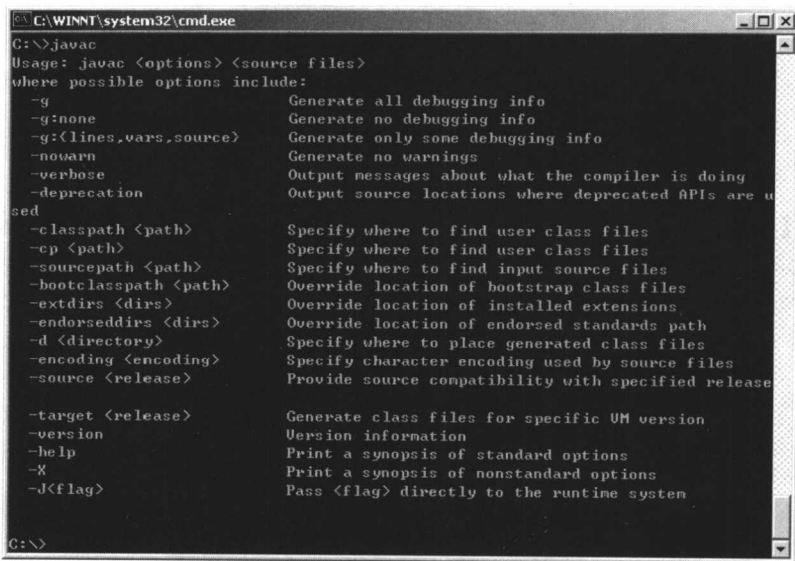 C:\WINNT\system32\cmd.exe
C:\>javac
Usage: javac <options> <source files>
where possible options include:
-g Generate all debugging info
-g:none Generate no debugging info
-g:{lines,vars,source} Generate only some debugging info
-nowarn Generate no warnings
-verbose Output messages about what the compiler is doing
-deprecation Output source locations where deprecated APIs are u
sed
-classpath <path> Specify where to find user class files
-cp <path> Specify where to find user class files
-sourcepath <path> Specify where to find input source files
-bootclasspath <path> Override location of bootstrap class files
-extdirs <dirs> Override location of installed extensions
-endorseddirs <dirs> Override location of endorsed standards path
-d <directory> Specify where to place generated class files
-encoding <encoding> Specify character encoding used by source files
-source <release> Provide source compatibility with specified release
-target <release> Generate class files for specific VM version
-version Version information
-help Print a synopsis of standard options
-X Print a synopsis of nonstandard options
-J<flag> Pass <flag> directly to the runtime system
C:\>